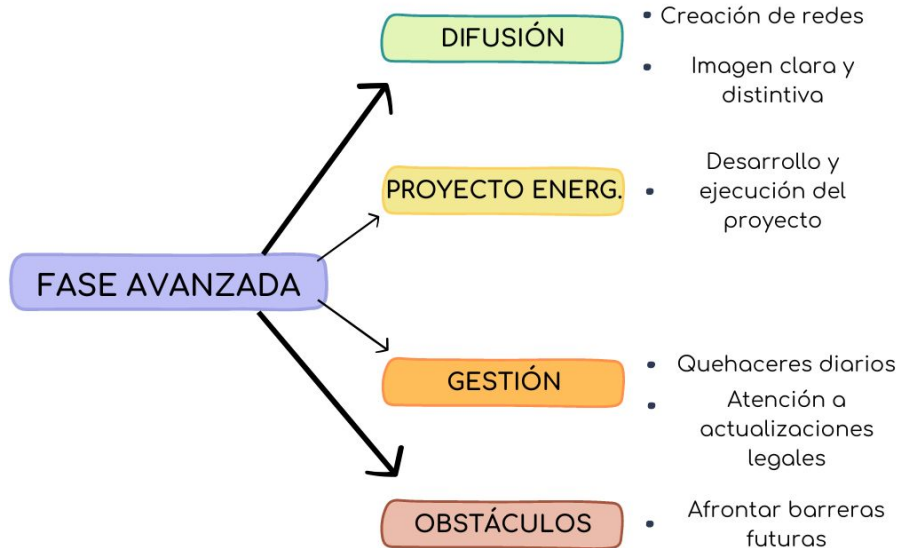 DIFUSIÓN
• Creación de redes
• Imagen clara y
distintiva
PROYECTO ENERG.
• Desarrollo y
ejecución del
proyecto
FASE AVANZADA
GESTIÓN
• Quehaceres diarios
• Atención a
actualizaciones
legales
OBSTÁCULOS
• Afrontar barreras
futuras